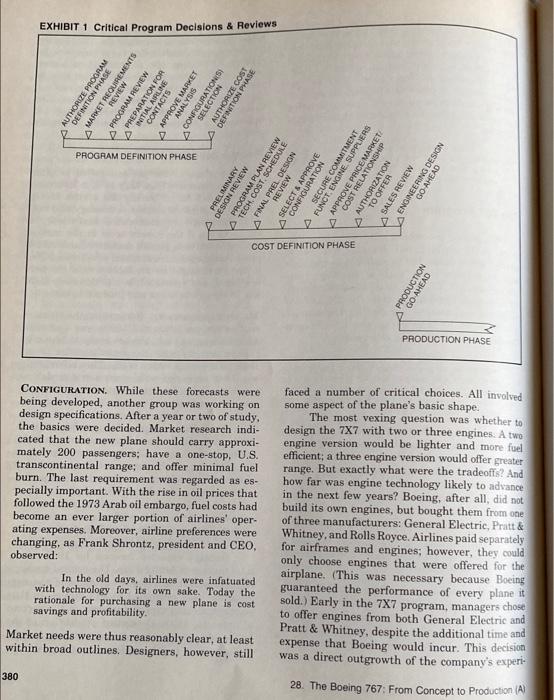 EXHIBIT 1 Critical Program Decisions & Reviews
AUTHORIZE PROGRAM
DEFINITION PHASE
MARKET REQUIREMENTS
REVIEW
PROGRAM REVIEW
PREPARATION FOR
INITIAL AIRLINE
CONTACTS
APPROVE MARKET
ANALYSIS
CONFIGURATION(S)
SELECTION
AUTHORIZE COST
DEFINITION PHASE
PROGRAM DEFINITION PHASE
PRELIMINARY
DESIGN REVIEW
PROGRAM PLAN REVIEW
TECH, COST, SCHEDULE
FINAL PREL. DESIGN
REVIEW
SELECT & APPROVE
CONFIGURATION
SECURE COMMITMENT
FUNCT. ENGINE, SUPPLIERS
APPROVE PRICE/MARKET/
COST RELATIONSHIP
AUTHORIZATION
TO OFFER
SALES REVIEW
ENGINEERING DESIGN
GO-AHEAD
COST DEFINITION PHASE
PRODUCTION
GO-AHEAD
PRODUCTION PHASE
CONFIGURATION. While these forecasts were
being developed, another group was working on
design specifications. After a year or two of study,
the basics were decided. Market research indi-
cated that the new plane should carry approxi-
mately 200 passengers; have a one-stop, U.S.
transcontinental range; and offer minimal fuel
burn. The last requirement was regarded as es-
pecially important. With the rise in oil prices that
followed the 1973 Arab oil embargo, fuel costs had
become an ever larger portion of airlines' oper-
ating expenses. Moreover, airline preferences were
changing, as Frank Shrontz, president and CEO,
observed:
In the old days, airlines were infatuated
with technology for its own sake. Today the
rationale for purchasing a new plane is cost
savings and profitability.
Market needs were thus reasonably clear, at least
within broad outlines. Designers, however, still
380
faced a number of critical choices. All involved
some aspect of the plane's basic shape.
The most vexing question was whether to
design the 7X7 with two or three engines. A two
engine version would be lighter and more fuel
efficient; a three engine version would offer greater
range. But exactly what were the tradeoffs? And
how far was engine technology likely to advance
in the next few years? Boeing, after all, did not
build its own engines, but bought them from one
of three manufacturers: General Electric, Pratt &
Whitney, and Rolls Royce. Airlines paid separately
for airframes and engines; however, they could
only choose engines that were offered for the
airplane. (This was necessary because Boeing
guaranteed the performance of every plane it
sold.) Early in the 7X7 program, managers chose
to offer engines from both General Electric and
Pratt & Whitney, despite the additional time and
expense that Boeing would incur. This decision
was a direct outgrowth of the company's experi-
28. The Boeing 767: From Concept to Production (A)